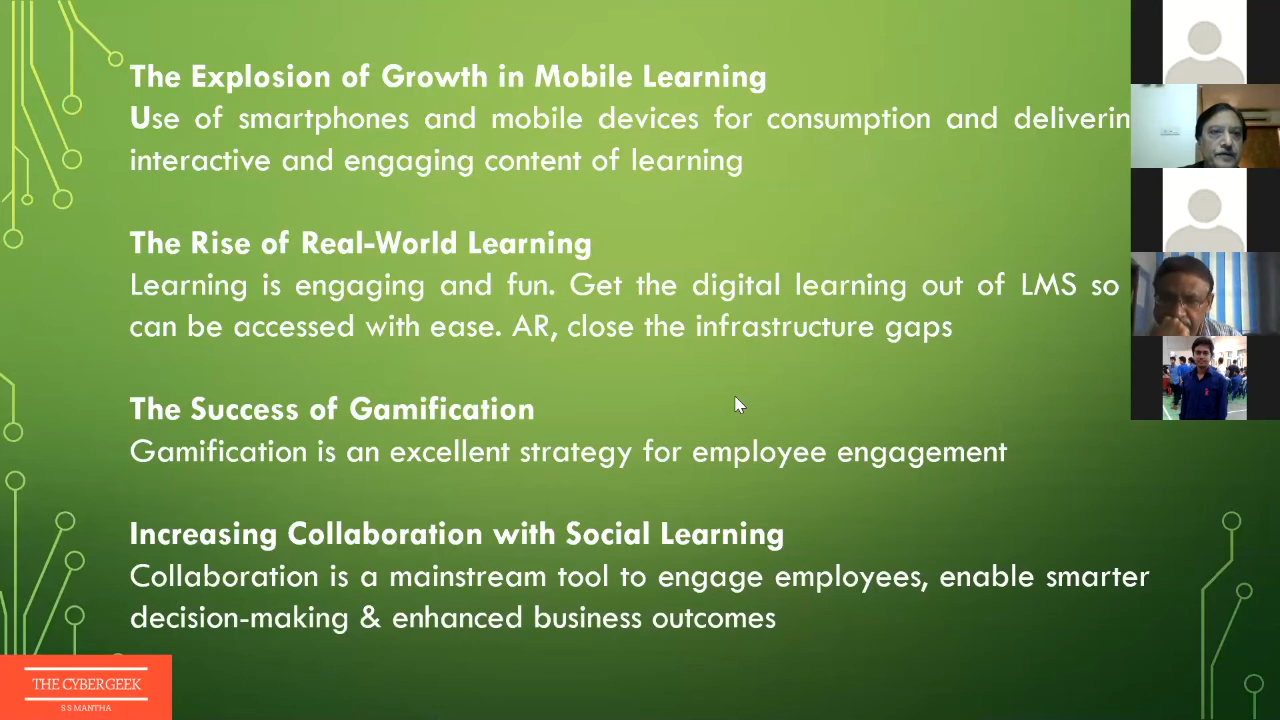 The Explosion of Growth in Mobile Learning
Use of smartphones and mobile devices for consumption and deliverin
interactive and engaging content of learning
The Rise of Real-World Learning
Learning is engaging and fun. Get the digital learning out of LMS so
can be accessed with ease. AR, close the infrastructure gaps
The Success of Gamification
Gamification is an excellent strategy for employee engagement
Increasing Collaboration with Social Learning
Collaboration is a mainstream tool to engage employees, enable smarter
decision-making & enhanced business outcomes
THE CYBERGEEK
S S MANTHA